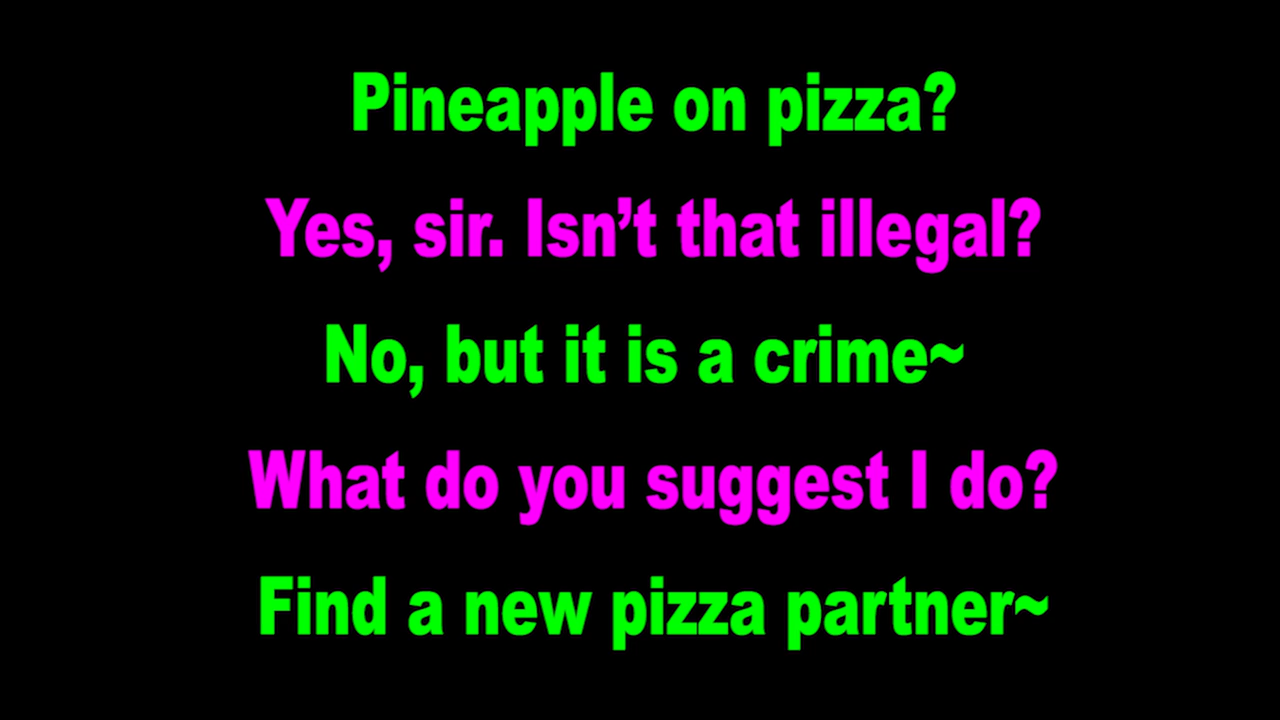 Pineapple on pizza?
Yes, sir. Isn’t that illegal?
No, but it is a crime~
What do you suggest I do?
Find a new pizza partner~